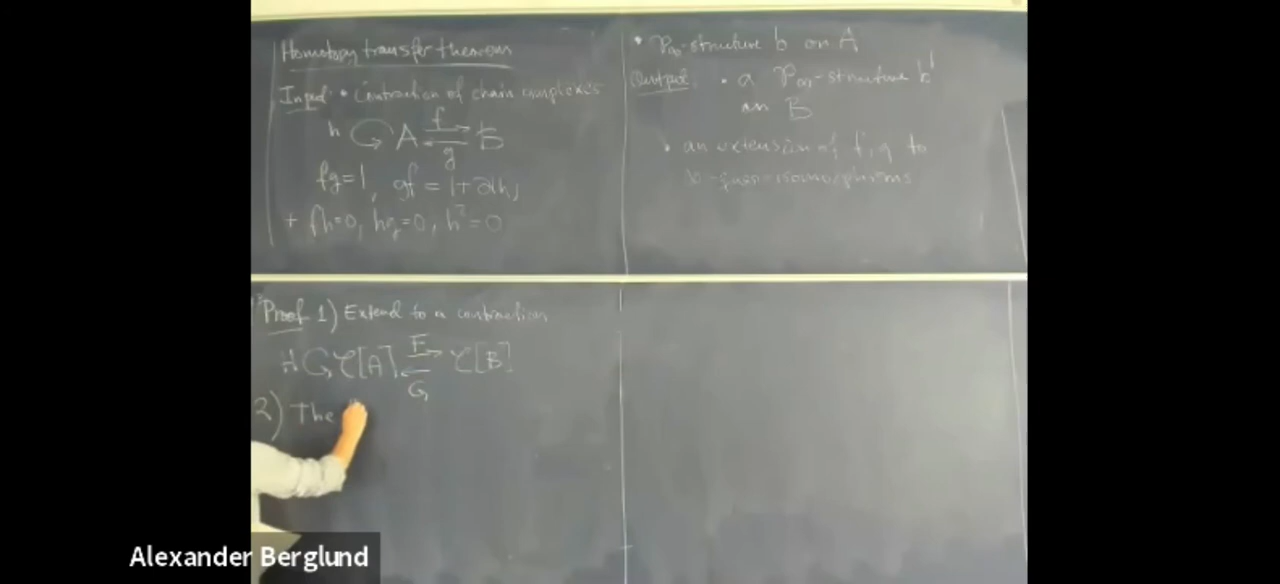 Homotopy transfer theorem
Input: • Contraction of chain complexes
h A f B
g
fg=1, gf = 1+∂(h),
+ fh=0, hg=0, h²=0
• P∞-structure b on A
Output: • a P∞-structure b'
on B
• an extension of f, g to
∞-quasi-isomorphisms
Proof 1) Extend to a contraction
H C[A] F C[B]
G
2) The
Alexander Berglund